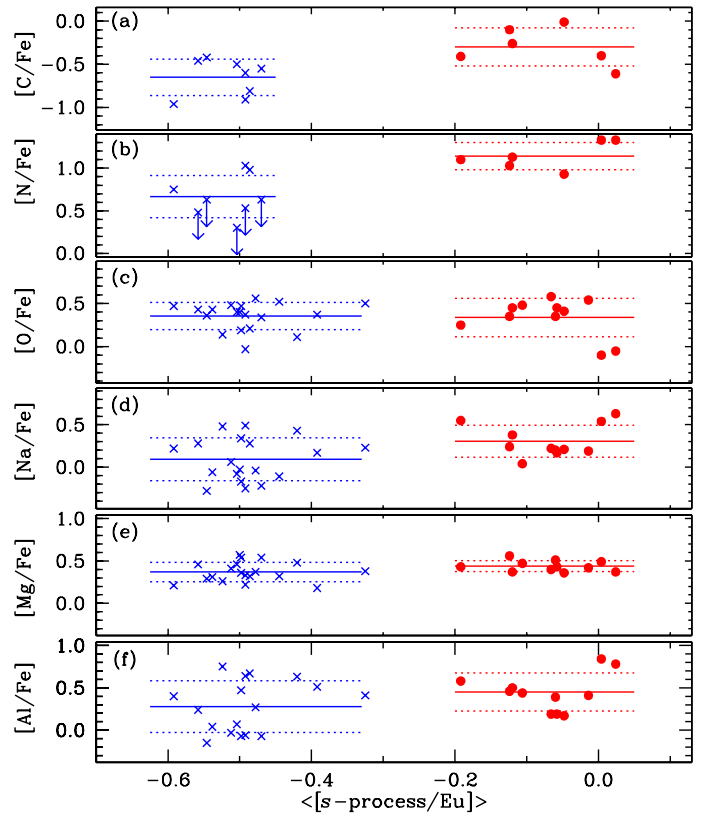 (a)
[C/Fe]
0.0
−0.5
−1.0
(b)
[N/Fe]
1.0
0.5
0.0
(c)
[O/Fe]
0.5
0.0
(d)
[Na/Fe]
0.5
0.0
(e)
[Mg/Fe]
1.0
0.5
0.0
(f)
[Al/Fe]
1.0
0.5
0.0
−0.6 −0.4 −0.2 0.0
<[s−process/Eu]>